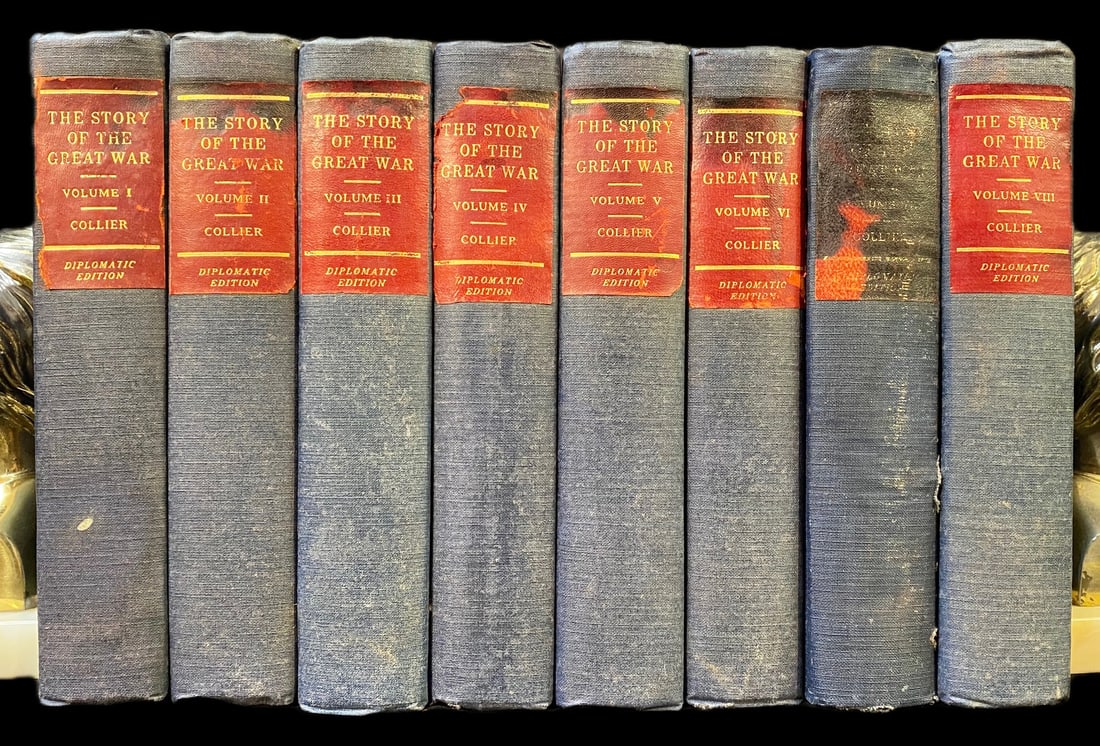 THE STORY
OF THE
GREAT WAR
VOLUME I
COLLIER
DIPLOMATIC
EDITION
THE STORY
OF THE
GREAT WAR
VOLUME II
COLLIER
DIPLOMATIC
EDITION
THE STORY
OF THE
GREAT WAR
VOLUME III
COLLIER
DIPLOMATIC
EDITION
THE STORY
OF THE
GREAT WAR
VOLUME IV
COLLIER
DIPLOMATIC
EDITION
THE STORY
OF THE
GREAT WAR
VOLUME V
COLLIER
DIPLOMATIC
EDITION
THE STORY
OF THE
GREAT WAR
VOLUME VI
COLLIER
DIPLOMATIC
EDITION
COLLIER
DIPLOMATIC
EDITION
THE STORY
OF THE
GREAT WAR
VOLUME VIII
COLLIER
DIPLOMATIC
EDITION